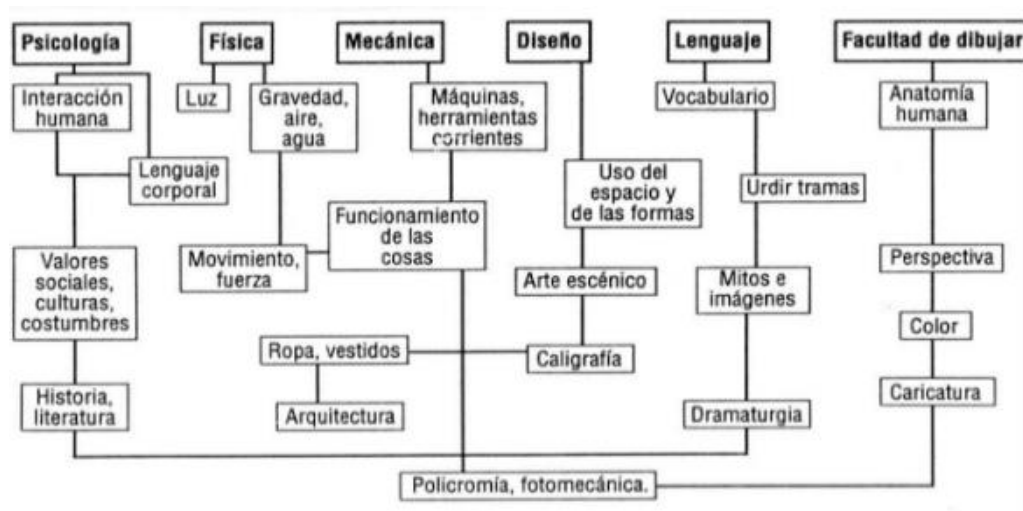 Psicología
Física
Mecánica
Diseño
Lenguaje
Facultad de dibujar
Interacción
humana
Luz
Gravedad,
aire,
agua
Máquinas,
herramientas
corrientes
Vocabulario
Anatomía
humana
Lenguaje
corporal
Uso del
espacio y
de las formas
Urdir tramas
Funcionamiento
de las
cosas
Valores
sociales,
culturas,
costumbres
Movimiento,
fuerza
Arte escénico
Mitos e
imágenes
Perspectiva
Color
Ropa, vestidos
Caligrafía
Historia,
literatura
Arquitectura
Dramaturgia
Caricatura
Policromía, fotomecánica.